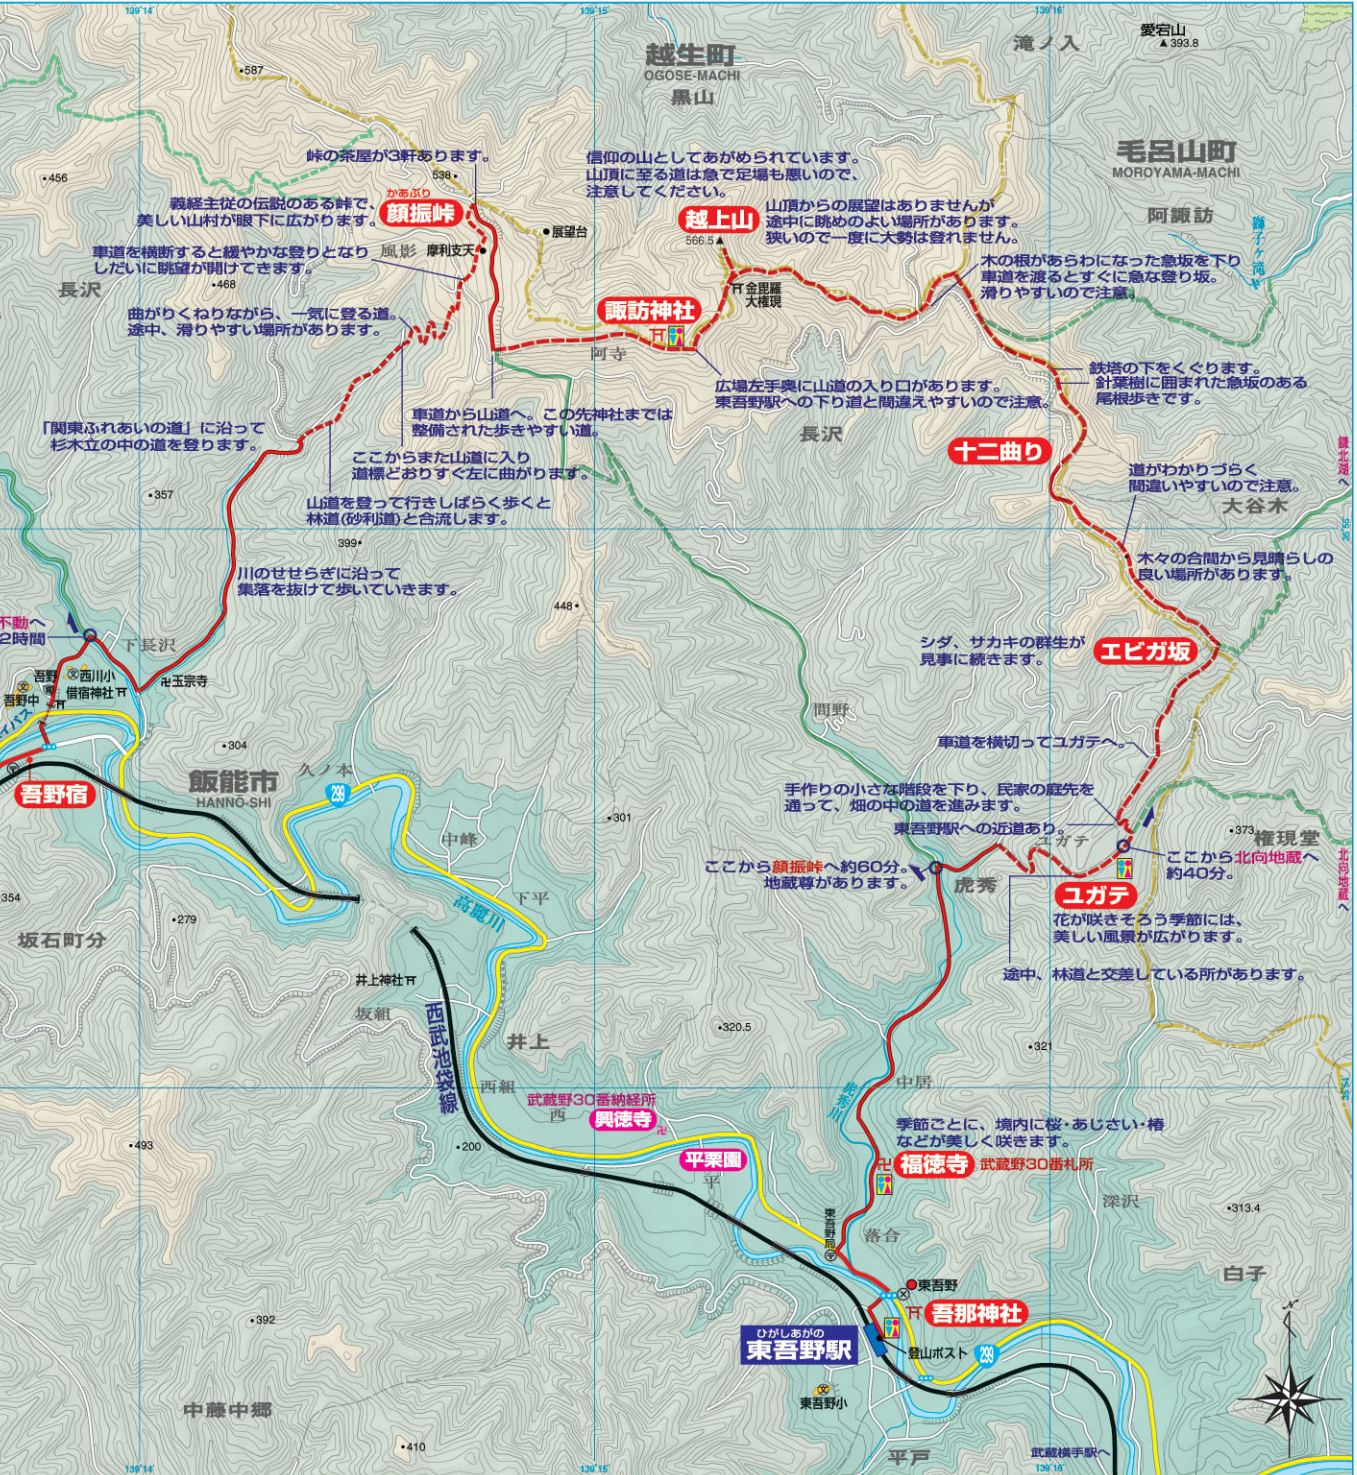 139°14′
139°15′
139°16′
愛宕山
393.8
滝ノ入
越生町
OGOSE-MACHI
黒山
587
毛呂山町
MOROYAMA-MACHI
阿諏訪
獅子ヶ滝
峠の茶屋が3軒あります。
538
456
義経主従の伝説のある峠で、
美しい山村が眼下に広がります。
かあぶり
顔振峠
信仰の山としてあがめられています。
山頂に至る道は急で足場も悪いので、
注意してください。
越上山
566.5
山頂からの展望はありませんが
途中に眺めのよい場所があります。
狭いので一度に大勢は登れません。
展望台
車道を横断すると緩やかな登りとなり
しだいに眺望が開けてきます。
風影
摩利支天
長沢
468
木の根があらわになった急坂を下り
車道を渡るとすぐに急な登り坂。
滑りやすいので注意。
金毘羅
大権現
諏訪神社
曲がりくねりながら、一気に登る道。
途中、滑りやすい場所があります。
阿寺
広場左手奥に山道の入り口があります。
東吾野駅への下り道と間違えやすいので注意。
鉄塔の下をくぐります。
針葉樹に囲まれた急坂のある
尾根歩きです。
車道から山道へ。この先神社までは
整備された歩きやすい道。
長沢
「関東ふれあいの道」に沿って
杉木立の中の道を登ります。
十二曲り
ここからまた山道に入り
道標どおりすぐ左に曲がります。
道がわかりづらく
間違いやすいので注意。
鎌北湖へ
大谷木
357
山道を登って行きしばらく歩くと
林道(砂利道)と合流します。
399
35°55′
木々の合間から見晴らしの
良い場所があります。
川のせせらぎに沿って
集落を抜けて歩いていきます。
448
不動へ
2時間
下長沢
シダ、サカキの群生が
見事に続きます。
エビガ坂
吾野
西川小
借宿神社
玉宗寺
吾野中
イパス
間野
304
車道を横切ってユガテへ。
吾野宿
飯能市
HANNO-SHI
久ノ本
299
手作りの小さな階段を下り、民家の庭先を
通って、畑の中の道を進みます。
301
東吾野駅への近道あり。
ユガテ
373
権現堂
中峰
ここから顔振峠へ約60分。
地蔵尊があります。
虎秀
ここから北向地蔵へ
約40分。
北向地蔵へ
ユガテ
354
下平
高麗川
279
花が咲きそろう季節には、
美しい風景が広がります。
坂石町分
途中、林道と交差している所があります。
井上神社
坂組
西武池袋線
井上
320.5
321
西組
中居
虎秀川
35°54′
武蔵野30番納経所
西
興徳寺
季節ごとに、境内に桜・あじさい・椿
などが美しく咲きます。
493
200
平栗園
平
福徳寺
武蔵野30番札所
深沢
313.4
東吾野局
落合
白子
東吾野
吾那神社
392
ひがしあがの
東吾野駅
登山ポスト
299
N
東吾野小
中藤中郷
410
平戸
武蔵横手駅へ
139°14′
139°15′
139°16′